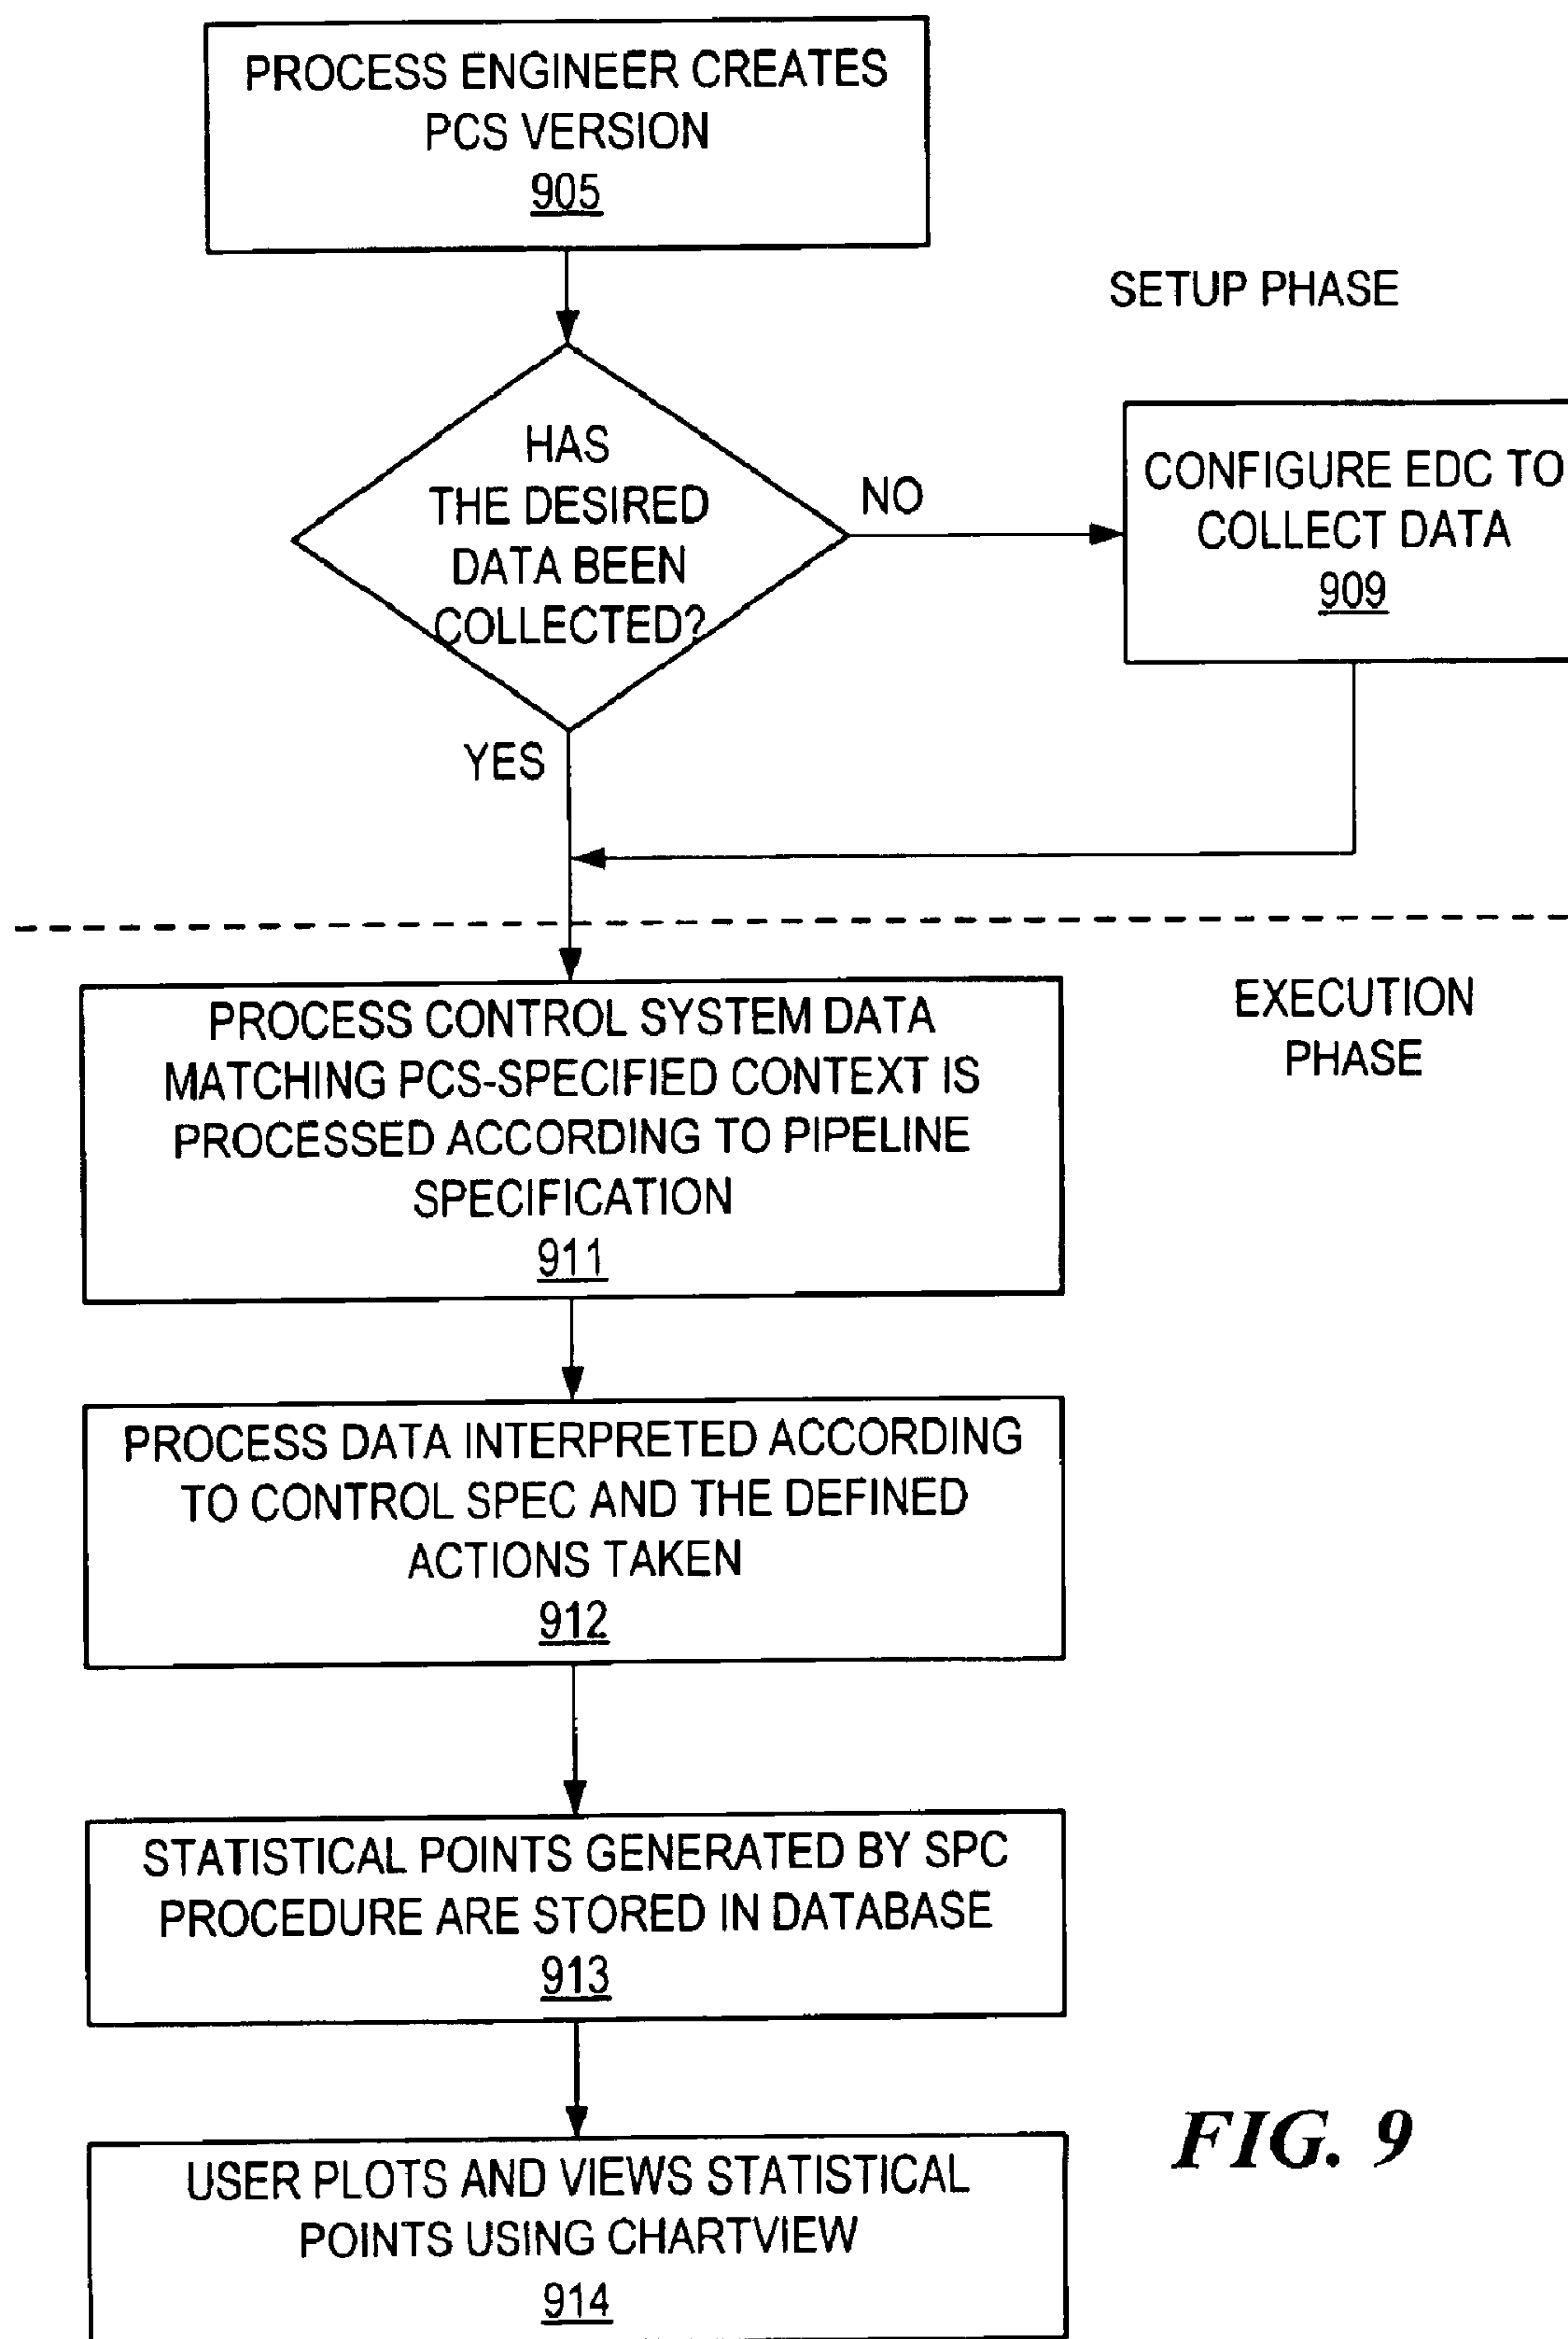 PROCESS ENGINEER CREATES
PCS VERSION
905
SETUP PHASE
HAS
THE DESIRED
DATA BEEN
COLLECTED?
NO
CONFIGURE EDC TO
COLLECT DATA
909
YES
EXECUTION
PHASE
PROCESS CONTROL SYSTEM DATA
MATCHING PCS-SPECIFIED CONTEXT IS
PROCESSED ACCORDING TO PIPELINE
SPECIFICATION
911
PROCESS DATA INTERPRETED ACCORDING
TO CONTROL SPEC AND THE DEFINED
ACTIONS TAKEN
912
STATISTICAL POINTS GENERATED BY SPC
PROCEDURE ARE STORED IN DATABASE
913
USER PLOTS AND VIEWS STATISTICAL
POINTS USING CHARTVIEW
914
FIG. 9